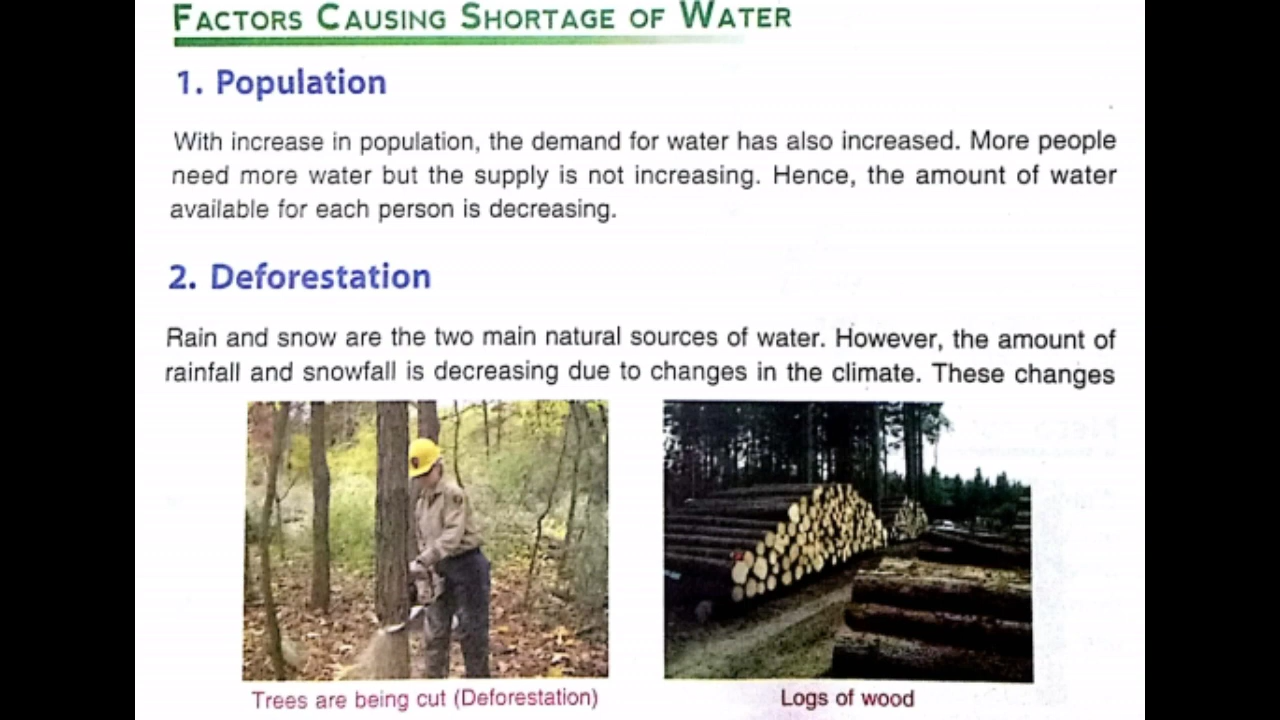 FACTORS CAUSING SHORTAGE OF WATER
1. Population
With increase in population, the demand for water has also increased. More people
need more water but the supply is not increasing. Hence, the amount of water
available for each person is decreasing.
2. Deforestation
Rain and snow are the two main natural sources of water. However, the amount of
rainfall and snowfall is decreasing due to changes in the climate. These changes
Trees are being cut (Deforestation)
Logs of wood